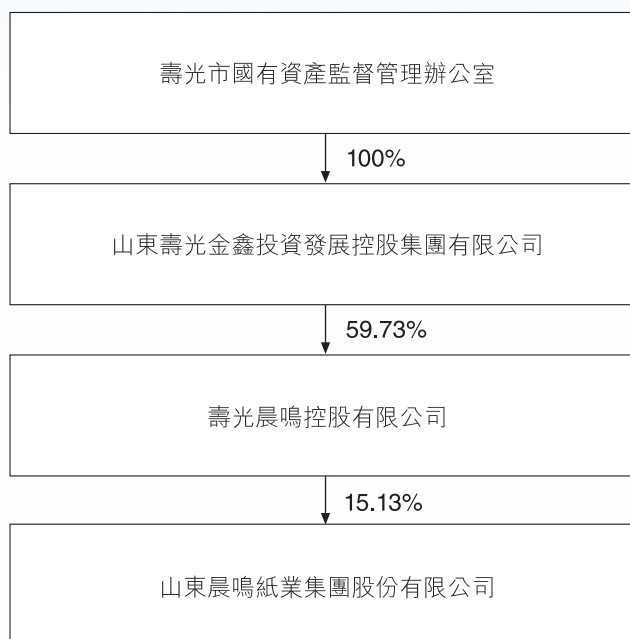 壽光市國有資產監督管理辦公室
100%
山東壽光金鑫投資發展控股集團有限公司
59.73%
壽光晨鳴控股有限公司
15.13%
山東晨鳴紙業集團股份有限公司